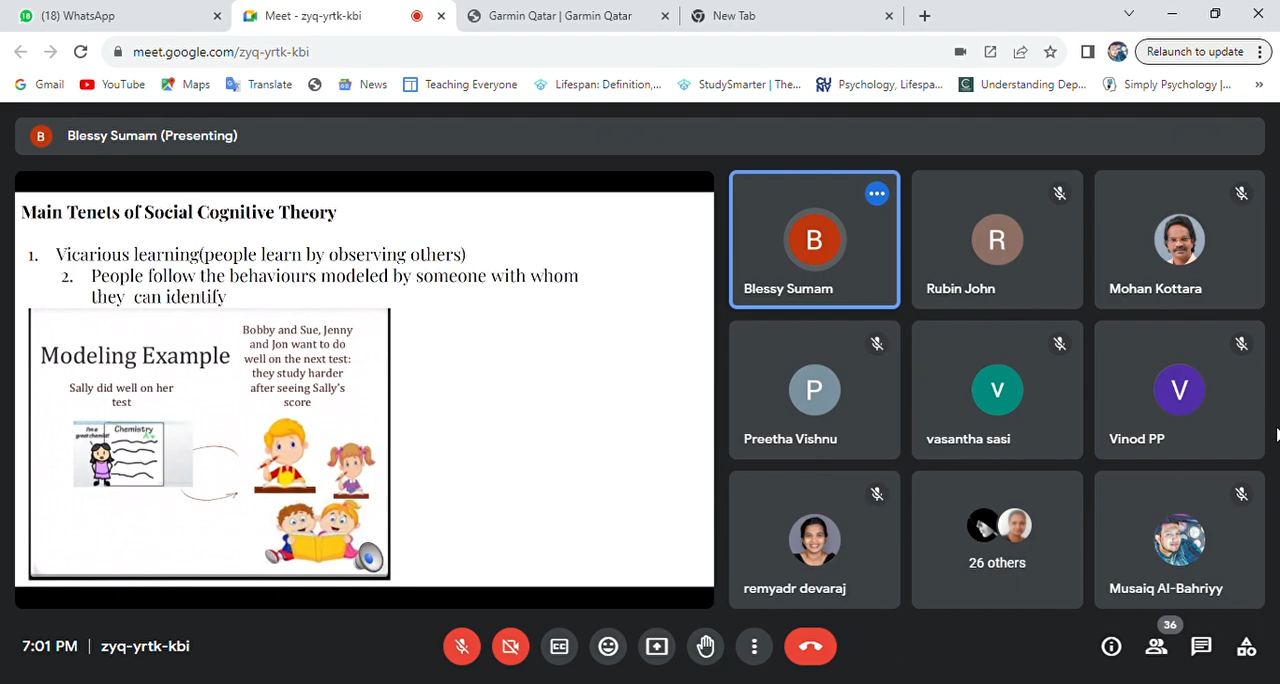 (18) WhatsApp
Meet - zyq-yrtk-kbi
Garmin Qatar | Garmin Qatar
New Tab
meet.google.com/zyq-yrtk-kbi
Relaunch to update
Gmail
YouTube
Maps
Translate
News
Teaching Everyone
Lifespan: Definition,...
StudySmarter | The...
Psychology, Lifespa...
Understanding Dep...
Simply Psychology |...
»
B
Blessy Sumam (Presenting)
Main Tenets of Social Cognitive Theory
1. Vicarious learning(people learn by observing others)
2. People follow the behaviours modeled by someone with whom
they can identify
Modeling Example
Sally did well on her
test
Bobby and Sue, Jenny
and Jon want to do
well on the next test:
they study harder
after seeing Sally's
score
I'm a
great chemist
Chemistry
A+
B
Blessy Sumam
R
Rubin John
Mohan Kottara
P
Preetha Vishnu
v
vasantha sasi
V
Vinod PP
remyadr devaraj
26 others
Musaiq Al-Bahriyy
7:01 PM | zyq-yrtk-kbi
CC
36